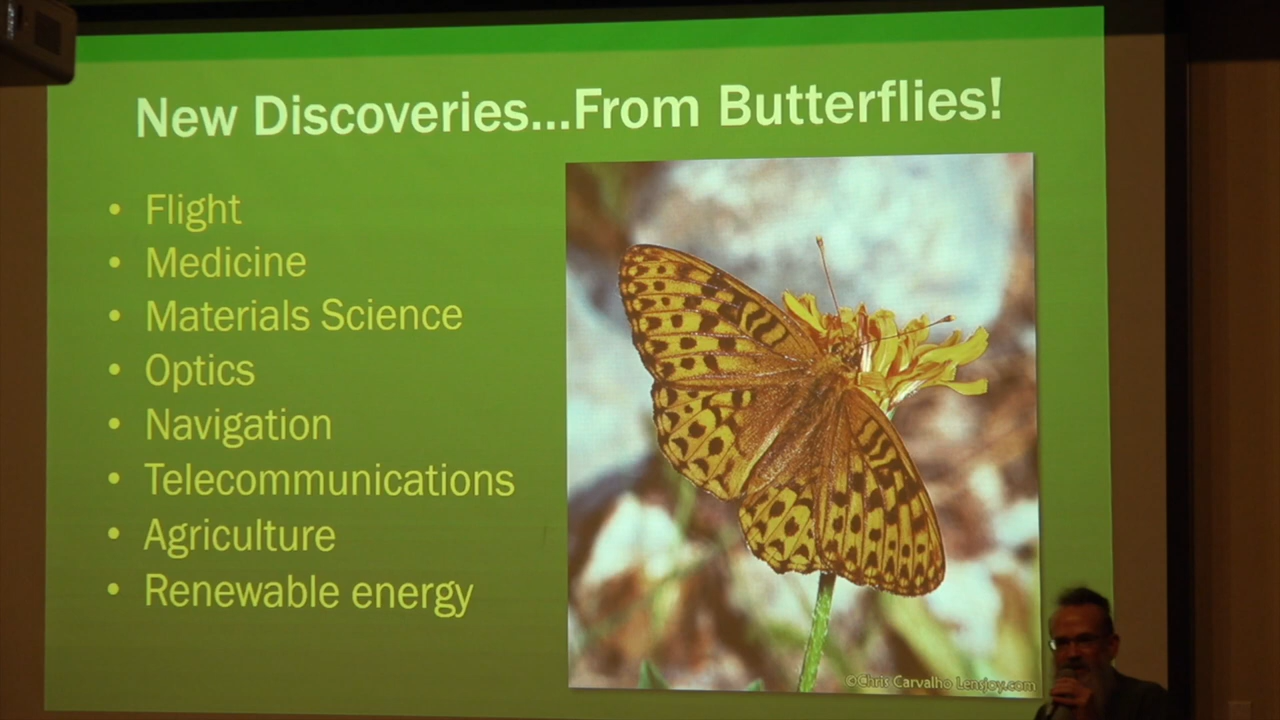 New Discoveries...From Butterflies!
• Flight
• Medicine
• Materials Science
• Optics
• Navigation
• Telecommunications
• Agriculture
• Renewable energy
©Chris Carvalho Lensjoy.com